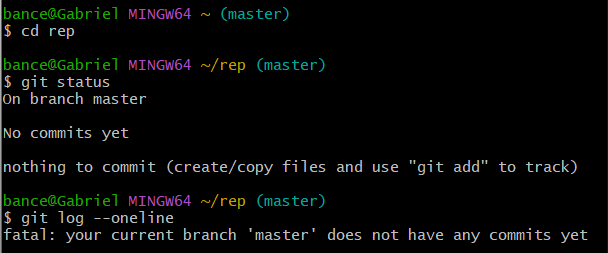 bance@Gabriel MINGW64 ~ (master)
$ cd rep
bance@Gabriel MINGW64 ~/rep (master)
$ git status
On branch master
No commits yet
nothing to commit (create/copy files and use "git add" to track)
bance@Gabriel MINGW64 ~/rep (master)
$ git log --oneline
fatal: your current branch 'master' does not have any commits yet